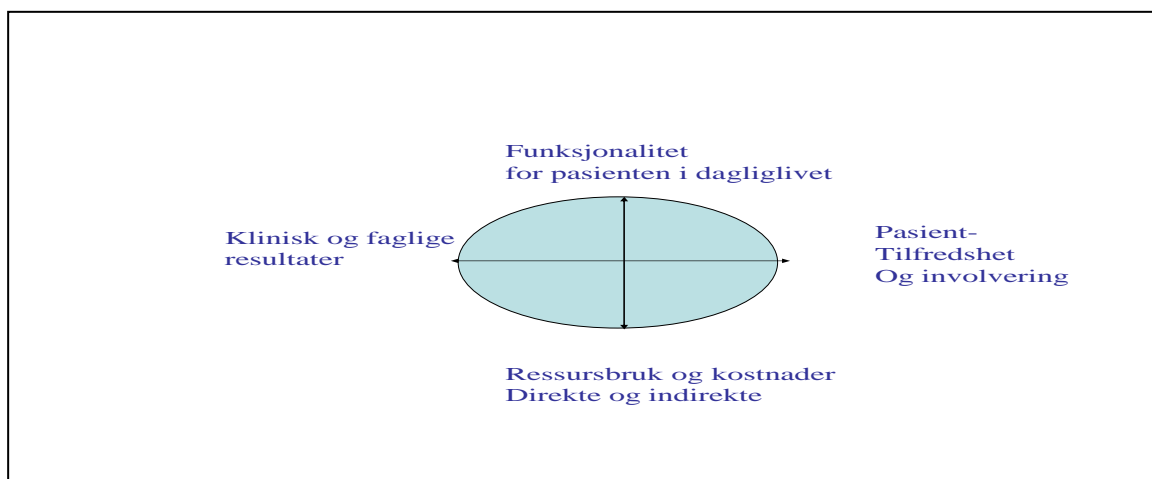 Funksjonalitet
for pasienten i dagliglivet
Klinisk og faglige
resultater
Pasient-
Tilfredshet
Og involvering
Ressursbruk og kostnader
Direkte og indirekte